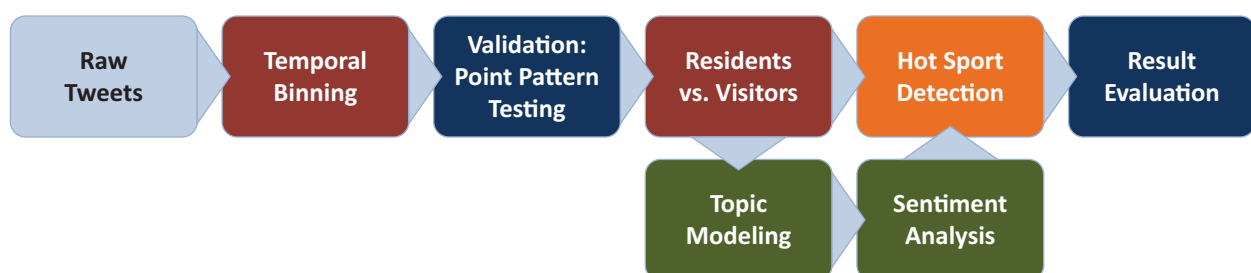 Raw
Tweets
Temporal
Binning
Validation:
Point Pattern
Testing
Residents
vs. Visitors
Hot Sport
Detection
Result
Evaluation
Topic
Modeling
Sentiment
Analysis